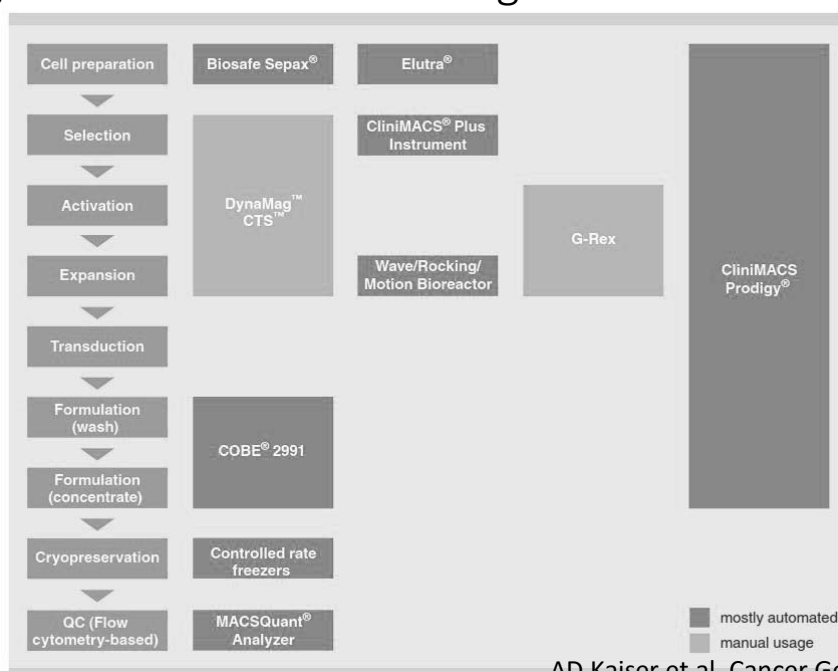 Cell preparation
Biosafe Sepax®
Elutra®
Selection
CliniMACS® Plus
Instrument
Activation
DynaMag™
CTS™
G-Rex
Expansion
Wave/Rocking/
Motion Bioreactor
CliniMACS
Prodigy®
Transduction
Formulation
(wash)
COBE® 2991
Formulation
(concentrate)
Cryopreservation
Controlled rate
freezers
QC (Flow
cytometry-based)
MACSQuant®
Analyzer
mostly automated
manual usage
AD Kaiser et al. Cancer